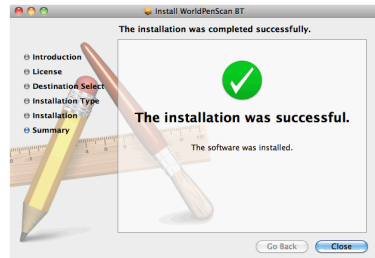 Install WorldPenScan BT
The installation was completed successfully.
Introduction
License
Destination Select
Installation Type
Installation
Summary
The installation was successful.
The software was installed.
Go Back
Close